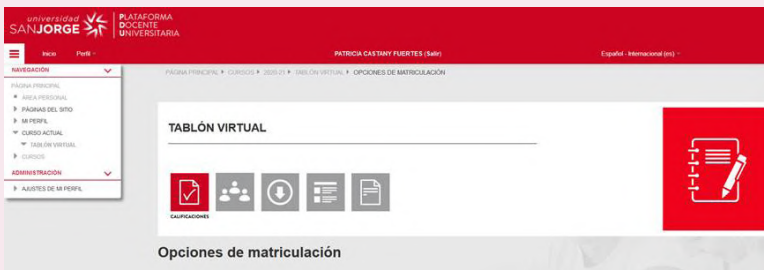 universidad
SANJORGE
PLATAFORMA
DOCENTE
UNIVERSITARIA
Inicio Perfil
PATRICIA CASTANY FUERTES (Salir)
Español - Internacional (es)
NAVEGACIÓN
PÁGINA PRINCIPAL
ÁREA PERSONAL
PÁGINAS DEL SITIO
MI PERFIL
CURSO ACTUAL
TABLÓN VIRTUAL
CURSOS
ADMINISTRACIÓN
AJUSTES DE MI PERFIL
PÁGINA PRINCIPAL CURSOS 2020-21 TABLÓN VIRTUAL OPCIONES DE MATRICULACIÓN
TABLÓN VIRTUAL
CALIFICACIONES
Opciones de matriculación